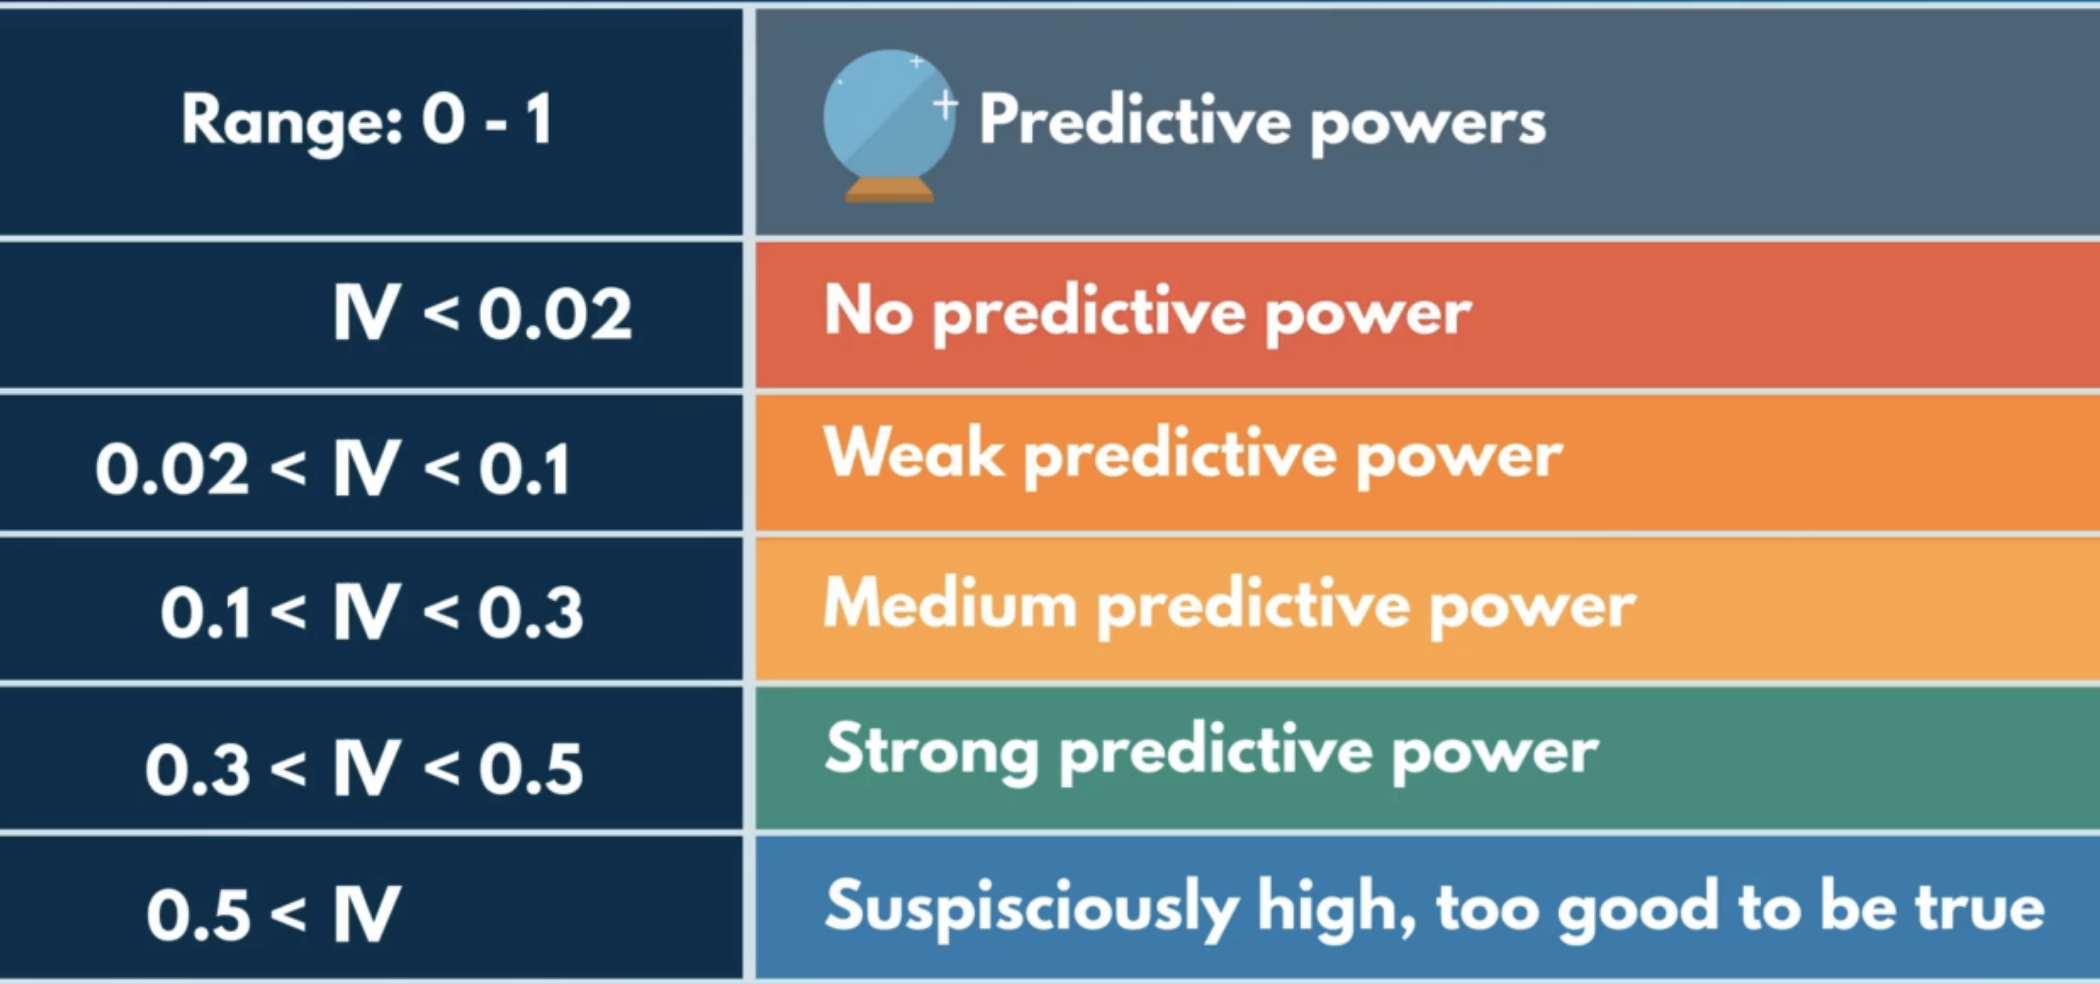 Range: 0 - 1
Predictive powers
IV < 0.02
No predictive power
0.02 < IV < 0.1
Weak predictive power
0.1 < IV < 0.3
Medium predictive power
0.3 < IV < 0.5
Strong predictive power
0.5 < IV
Suspisciously high, too good to be true